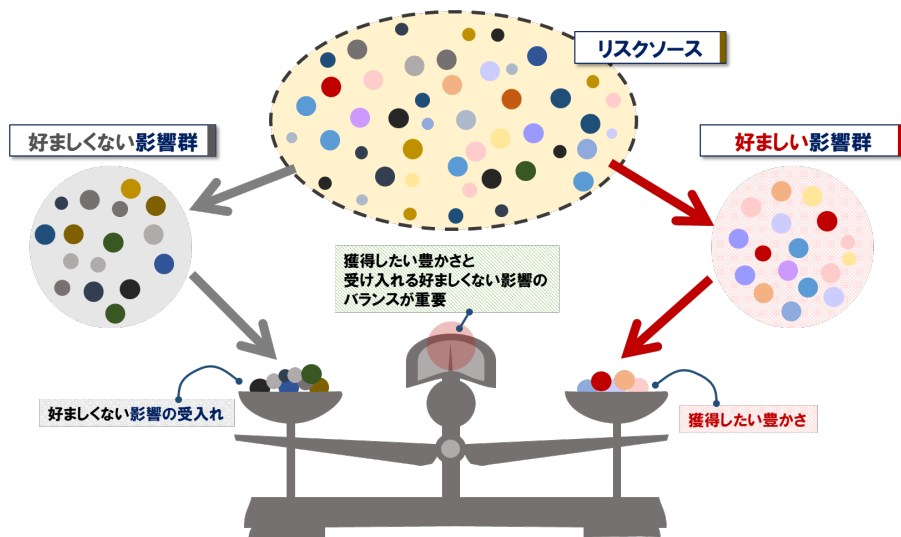 リスクソース
好ましくない影響群
好ましい影響群
獲得したい豊かさと
受け入れる好ましくない影響の
バランスが重要
好ましくない影響の受入れ
獲得したい豊かさ